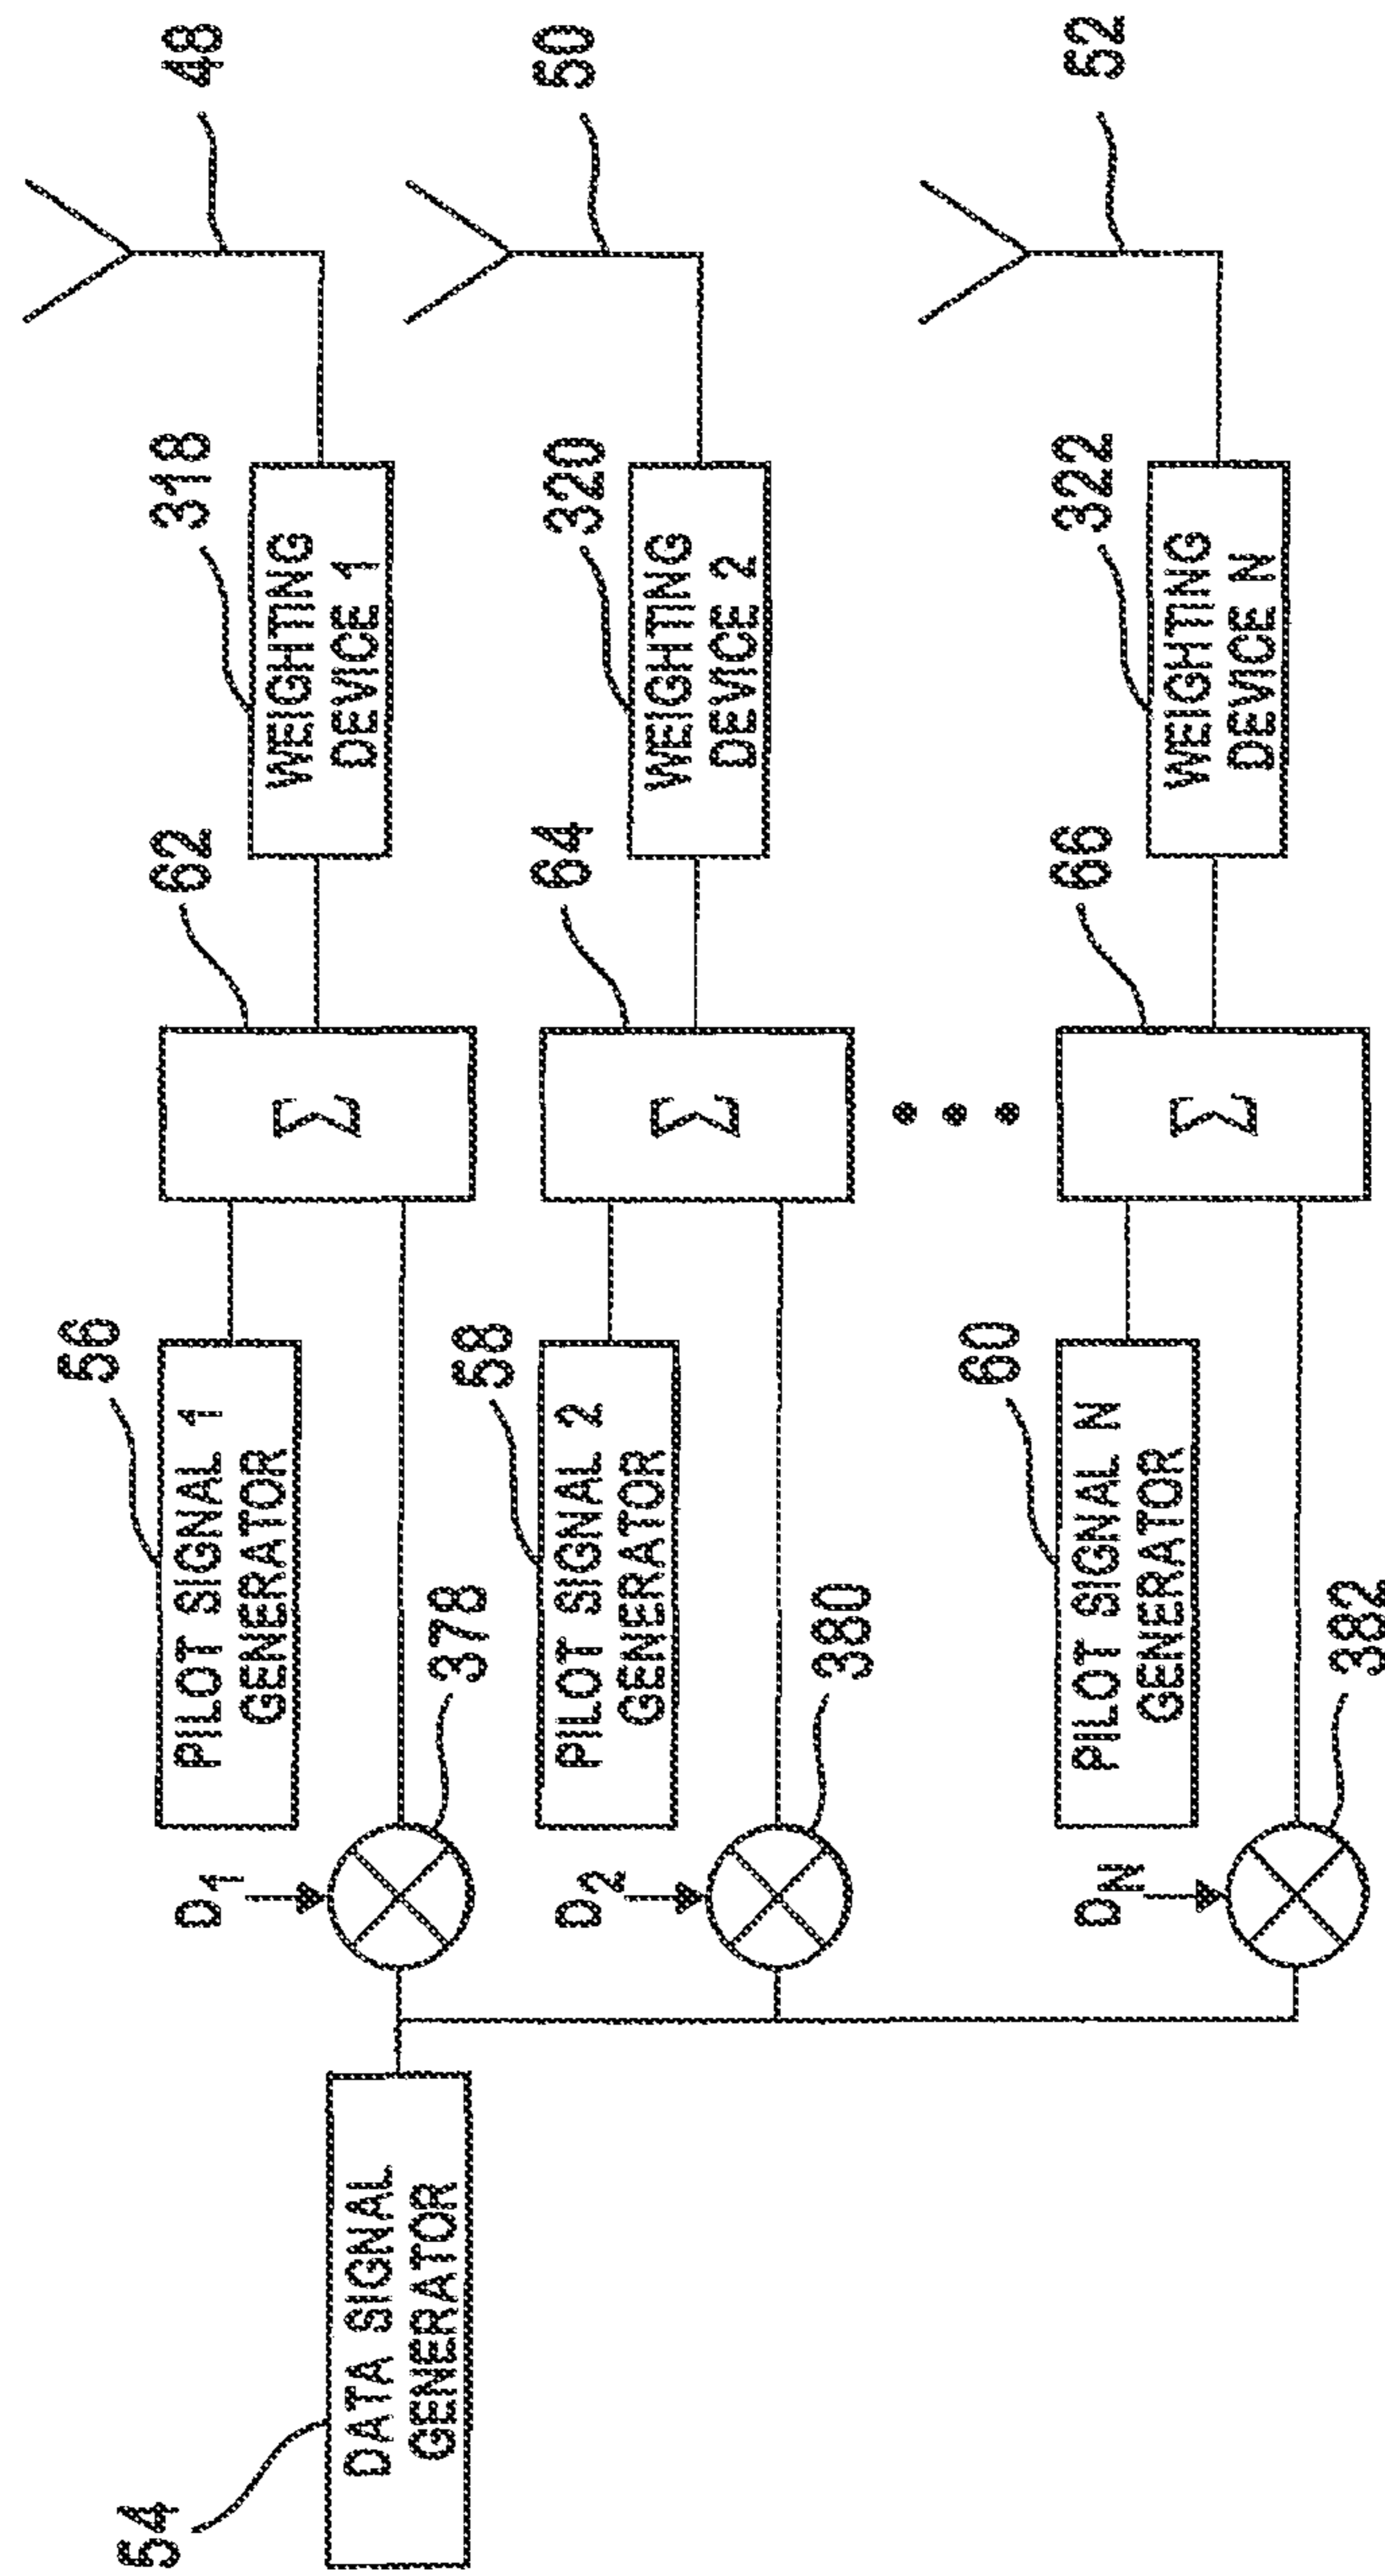 54
DATA SIGNAL
GENERATOR
D1
378
56
PILOT SIGNAL 1
GENERATOR
62
Σ
318
WEIGHTING
DEVICE 1
48
D2
380
58
PILOT SIGNAL 2
GENERATOR
64
Σ
320
WEIGHTING
DEVICE 2
50
DN
382
60
PILOT SIGNAL N
GENERATOR
66
Σ
322
WEIGHTING
DEVICE N
52